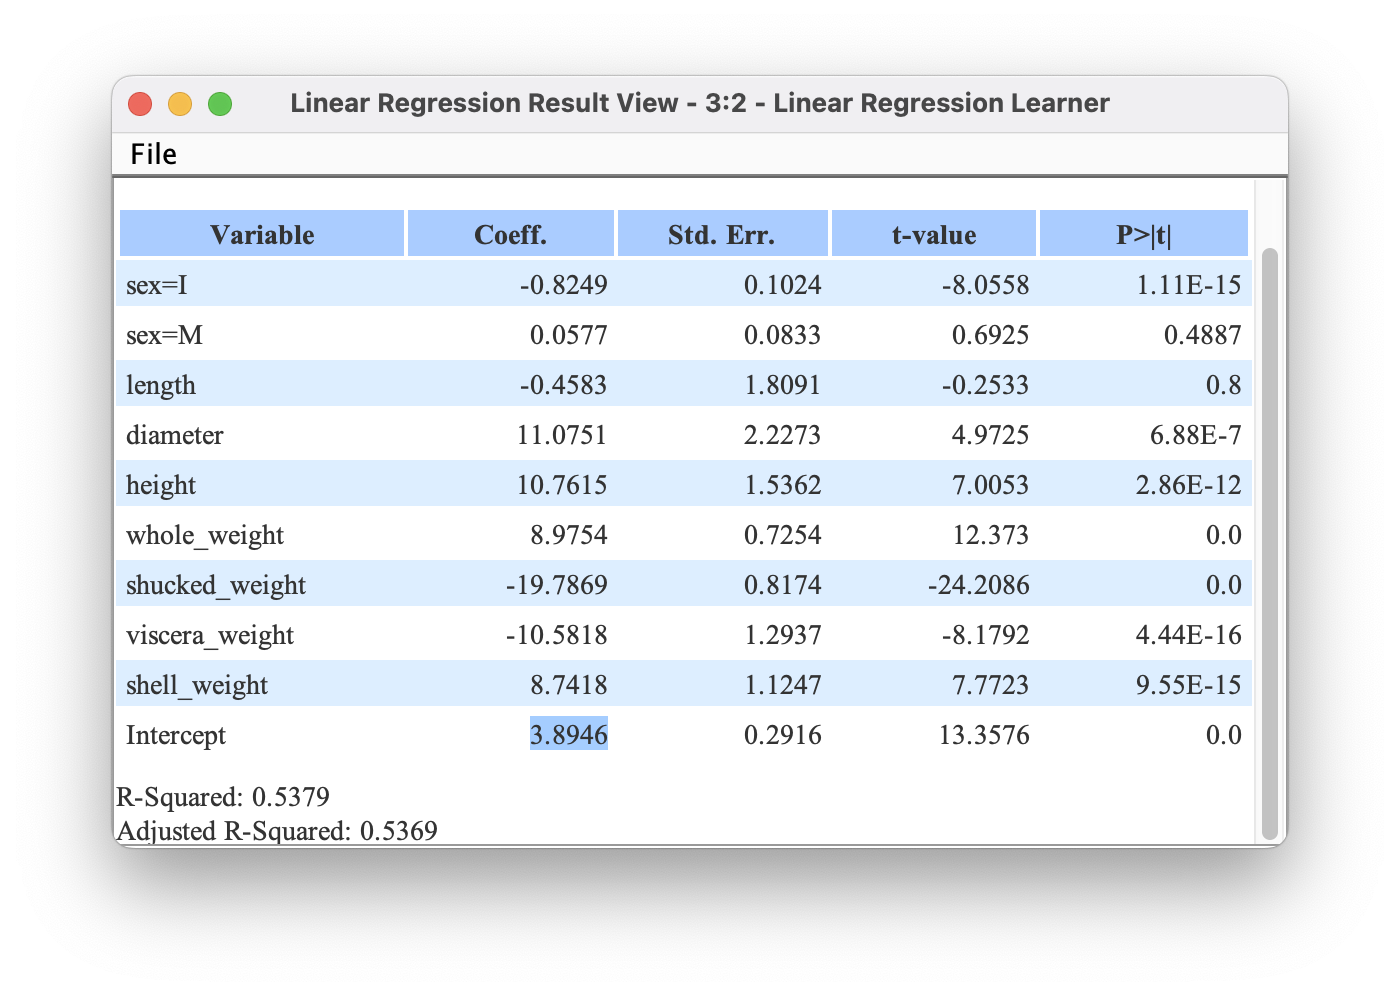 Linear Regression Result View - 3:2 - Linear Regression Learner
File
Variable Coeff. Std. Err. t-value P>|t|
sex=I -0.8249 0.1024 -8.0558 1.11E-15
sex=M 0.0577 0.0833 0.6925 0.4887
length -0.4583 1.8091 -0.2533 0.8
diameter 11.0751 2.2273 4.9725 6.88E-7
height 10.7615 1.5362 7.0053 2.86E-12
whole_weight 8.9754 0.7254 12.373 0.0
shucked_weight -19.7869 0.8174 -24.2086 0.0
viscera_weight -10.5818 1.2937 -8.1792 4.44E-16
shell_weight 8.7418 1.1247 7.7723 9.55E-15
Intercept 3.8946 0.2916 13.3576 0.0
R-Squared: 0.5379
Adjusted R-Squared: 0.5369